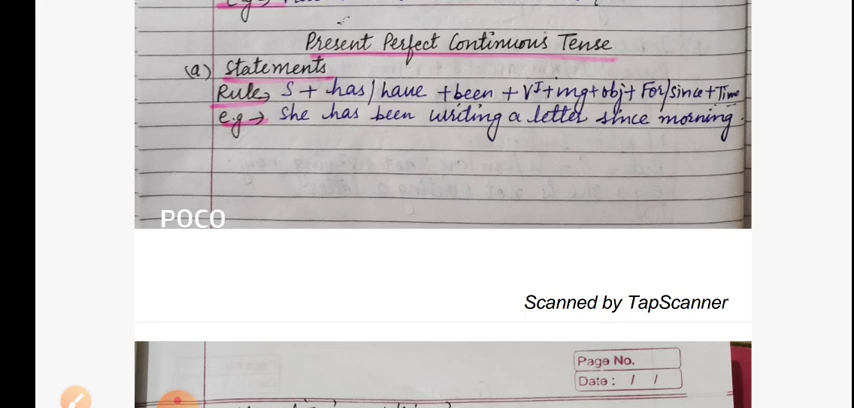 Present Perfect Continuous Tense
(a) Statements
Rule → S + has/have + been + Vᴵ + ing + obj + For/since + Time
e.g → She has been writing a letter since morning.
POCO
Scanned by TapScanner
Page No.
Date : / /